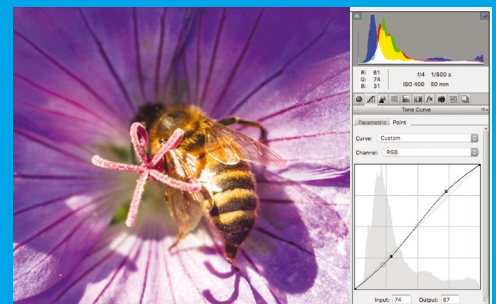 R: 61
G: 74
B: 31
f/4 1/500 s
ISO 400 50 mm
fx
Tone Curve
Parametric Point
Curve: Custom
Channel: RGB
Input: 74 Output: 67